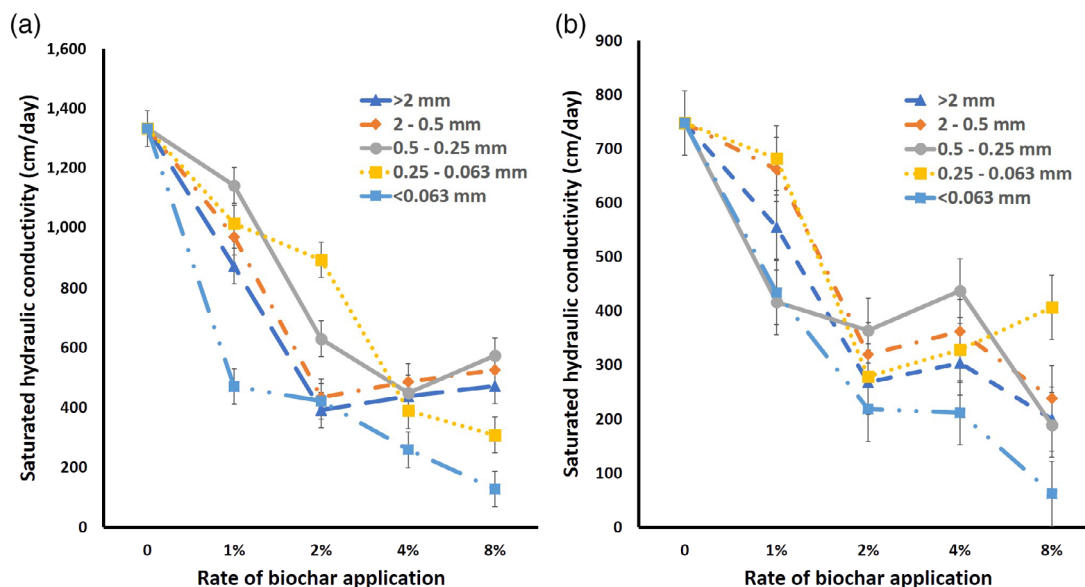 (a)
Saturated hydraulic conductivity (cm/day)
1,600
1,400
1,200
1,000
800
600
400
200
0
>2 mm
2 - 0.5 mm
0.5 - 0.25 mm
0.25 - 0.063 mm
<0.063 mm
0 1% 2% 4% 8%
Rate of biochar application
(b)
Saturated hydraulic conductivity (cm/day)
900
800
700
600
500
400
300
200
100
0
>2 mm
2 - 0.5 mm
0.5 - 0.25 mm
0.25 - 0.063 mm
<0.063 mm
0 1% 2% 4% 8%
Rate of biochar application